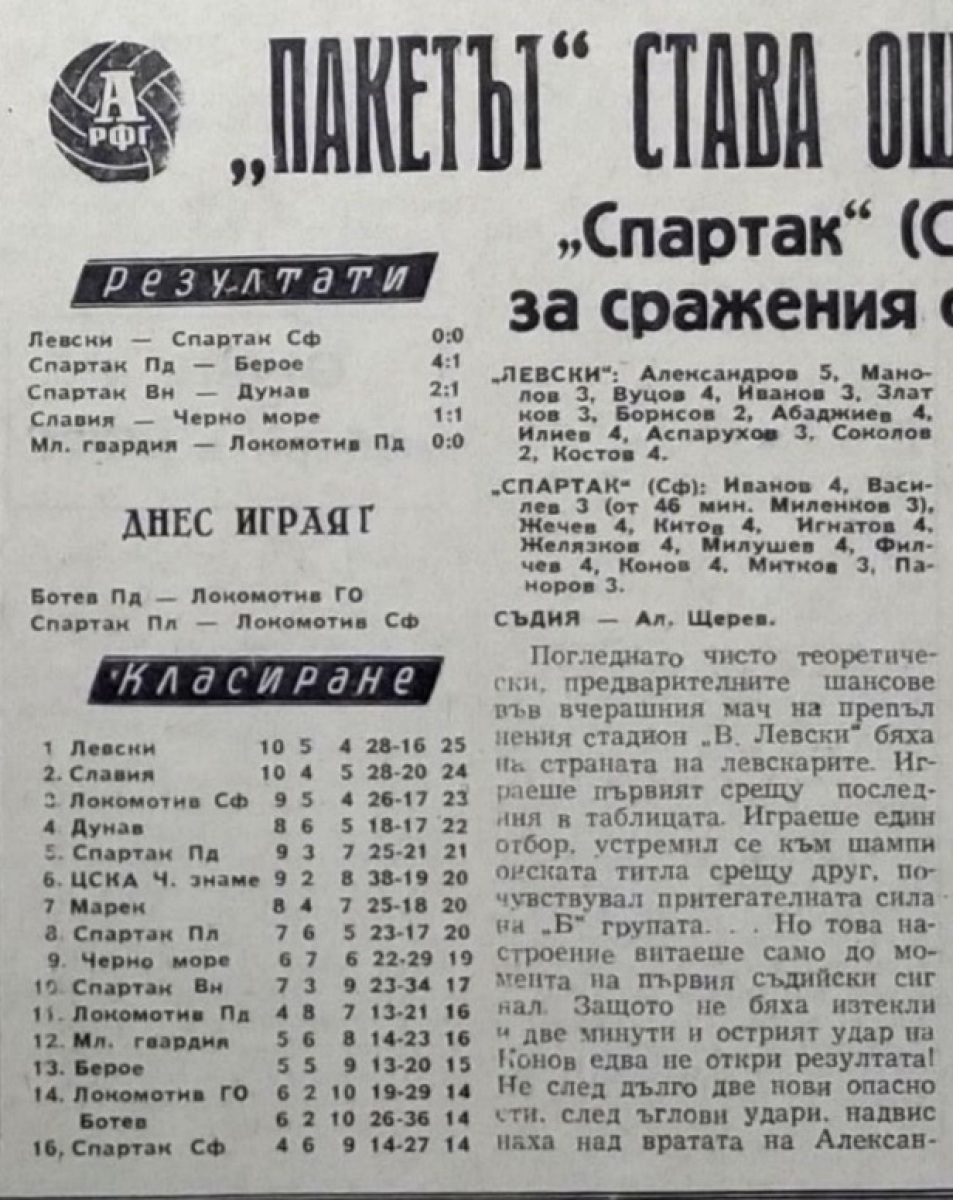 А
РФГ
„ПАКЕТЪТ“ СТАВА ОЩ
„Спартак“ (С
за сражения с
Резултати
Левски — Спартак Сф 0:0
Спартак Пд — Берое 4:1
Спартак Вн — Дунав 2:1
Славия — Черно море 1:1
Мл. гвардия — Локомотив Пд 0:0
ДНЕС ИГРАЯТ
Ботев Пд — Локомотив ГО
Спартак Пл — Локомотив Сф
Класиране
1 Левски 10 5 4 28-16 25
2. Славия 10 4 5 28-20 24
3. Локомотив Сф 9 5 4 26-17 23
4 Дунав 8 6 5 18-17 22
5. Спартак Пд 9 3 7 25-21 21
6. ЦСКА Ч. знаме 9 2 8 38-19 20
7 Марек 8 4 7 25-18 20
8. Спартак Пл 7 6 5 23-17 20
9. Черно море 6 7 6 22-29 19
10. Спартак Вн 7 3 9 23-34 17
11. Локомотив Пд 4 8 7 13-21 16
12. Мл. гвардия 5 6 8 14-23 16
13. Берое 5 5 9 13-20 15
14. Локомотив ГО 6 2 10 19-29 14
Ботев 6 2 10 26-36 14
16, Спартак Сф 4 6 9 14-27 14
„ЛЕВСКИ“: Александров 5, Мано-
лов 3, Вуцов 4, Иванов 3, Злат
ков 3, Борисов 2, Абаджиев 4,
Илиев 4, Аспарухов 3, Соколов
2, Костов 4.
„СПАРТАК“ (Сф): Иванов 4, Васи-
лев 3 (от 46 мин. Миленков 3),
Жечев 4, Китов 4, Игнатов 4,
Желязков 4, Милушев 4, Фил-
чев 4, Конов 4. Митков 3, Па-
норов 3.
СЪДИЯ — Ал. Щерев.
Погледнато чисто теоретиче-
ски, предварителните шансове
във вчерашния мач на препъл
нения стадион „В. Левски“ бяха
на страната на левскарите. Иг-
раеше първият срещу послед-
ния в таблицата. Играеше един
отбор, устремил се към шампи
онската титла срещу друг, по-
чувствувал притегателната сила
на „Б“ групата. . . Но това на-
строение витаеше само до мо-
мента на първия съдийски сиг
нал. Защото не бяха изтекли
и две минути и острият удар на
Конов едва не откри резултата!
Не след дълго две нови опасно
сти, след ъглови удари, надвис
наха над вратата на Алексан-